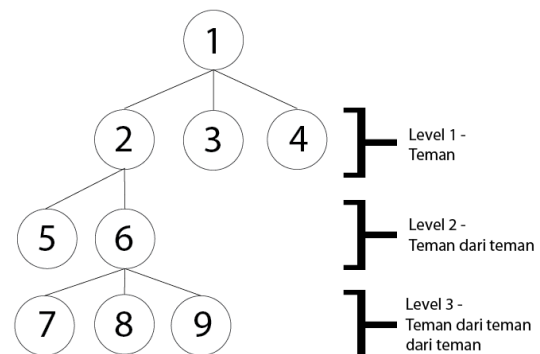 1
2 3 4
Level 1 -
Teman
5 6
Level 2 -
Teman dari teman
7 8 9
Level 3 -
Teman dari teman
dari teman